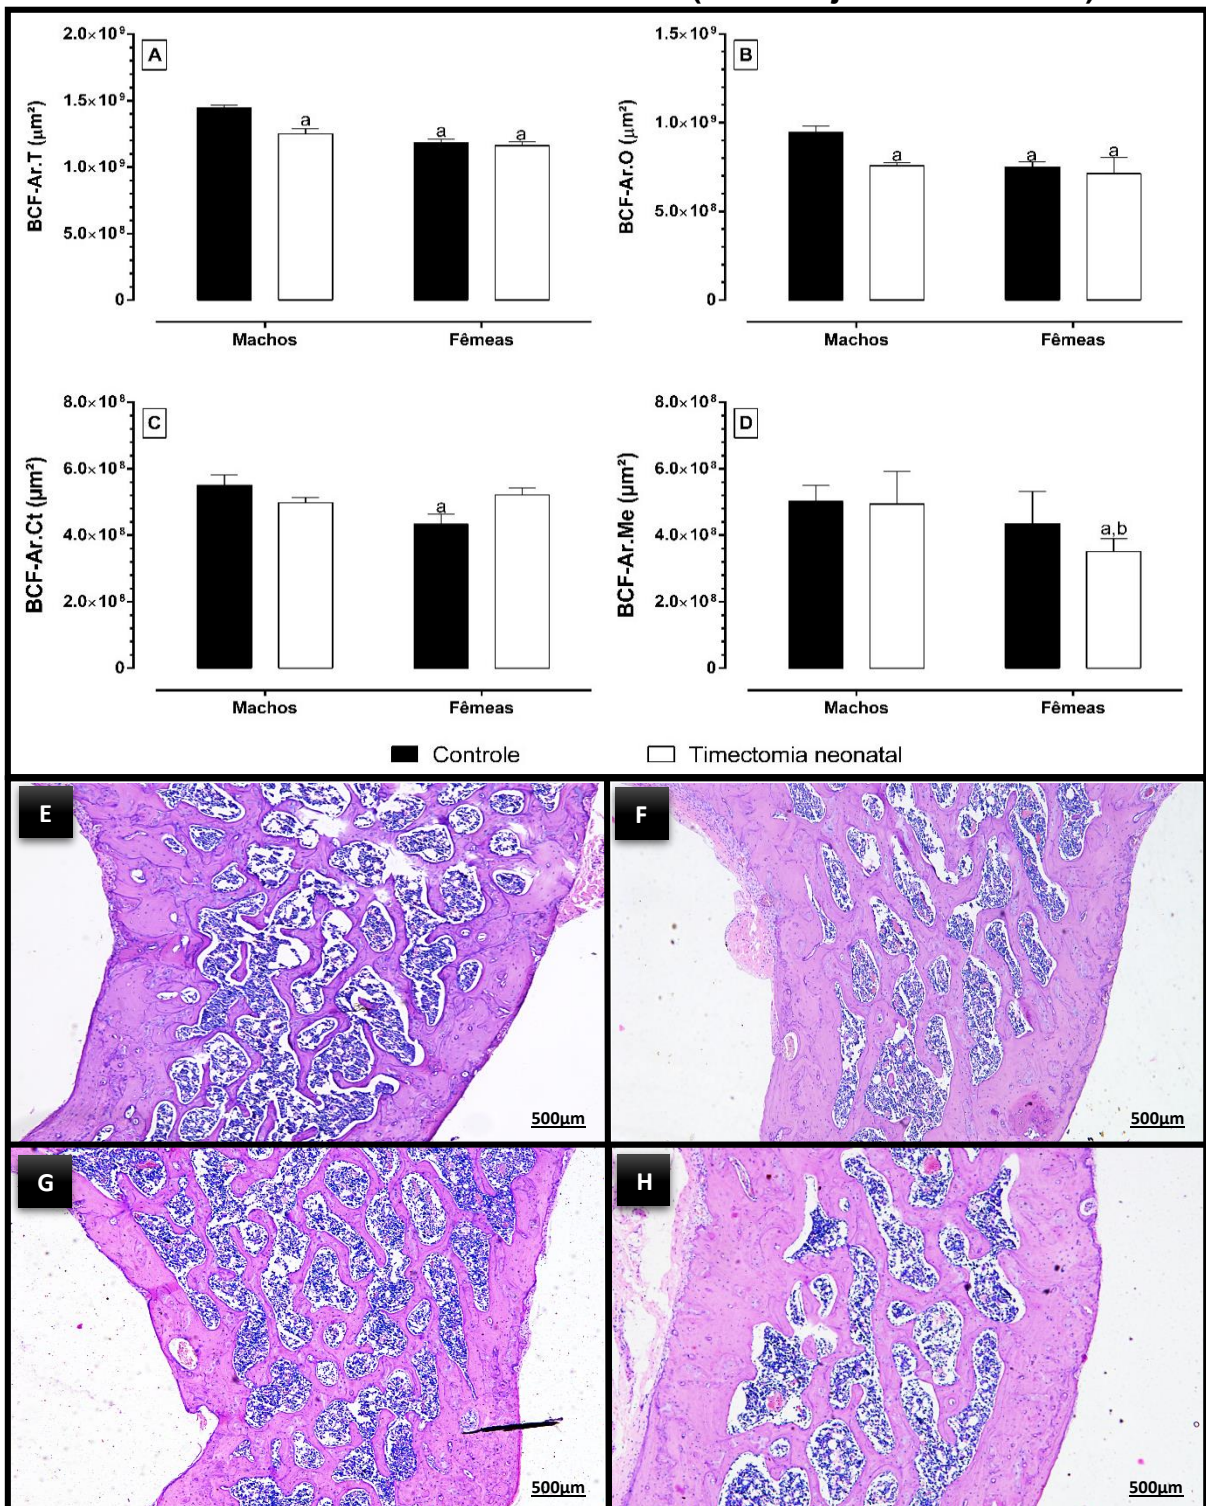 A
BCF-Ar.T (µm²)
2.0×10⁹
1.5×10⁹
1.0×10⁹
5.0×10⁸
0
a
a
a
Machos Fêmeas
B
BCF-Ar.O (µm²)
1.5×10⁹
1.0×10⁹
5.0×10⁸
0
a
a
a
Machos Fêmeas
C
BCF-Ar.Ct (µm²)
8.0×10⁸
6.0×10⁸
4.0×10⁸
2.0×10⁸
0
a
Machos Fêmeas
D
BCF-Ar.Me (µm²)
8.0×10⁸
6.0×10⁸
4.0×10⁸
2.0×10⁸
0
a,b
Machos Fêmeas
Controle
Timectomia neonatal
E
500µm
F
500µm
G
500µm
H
500µm